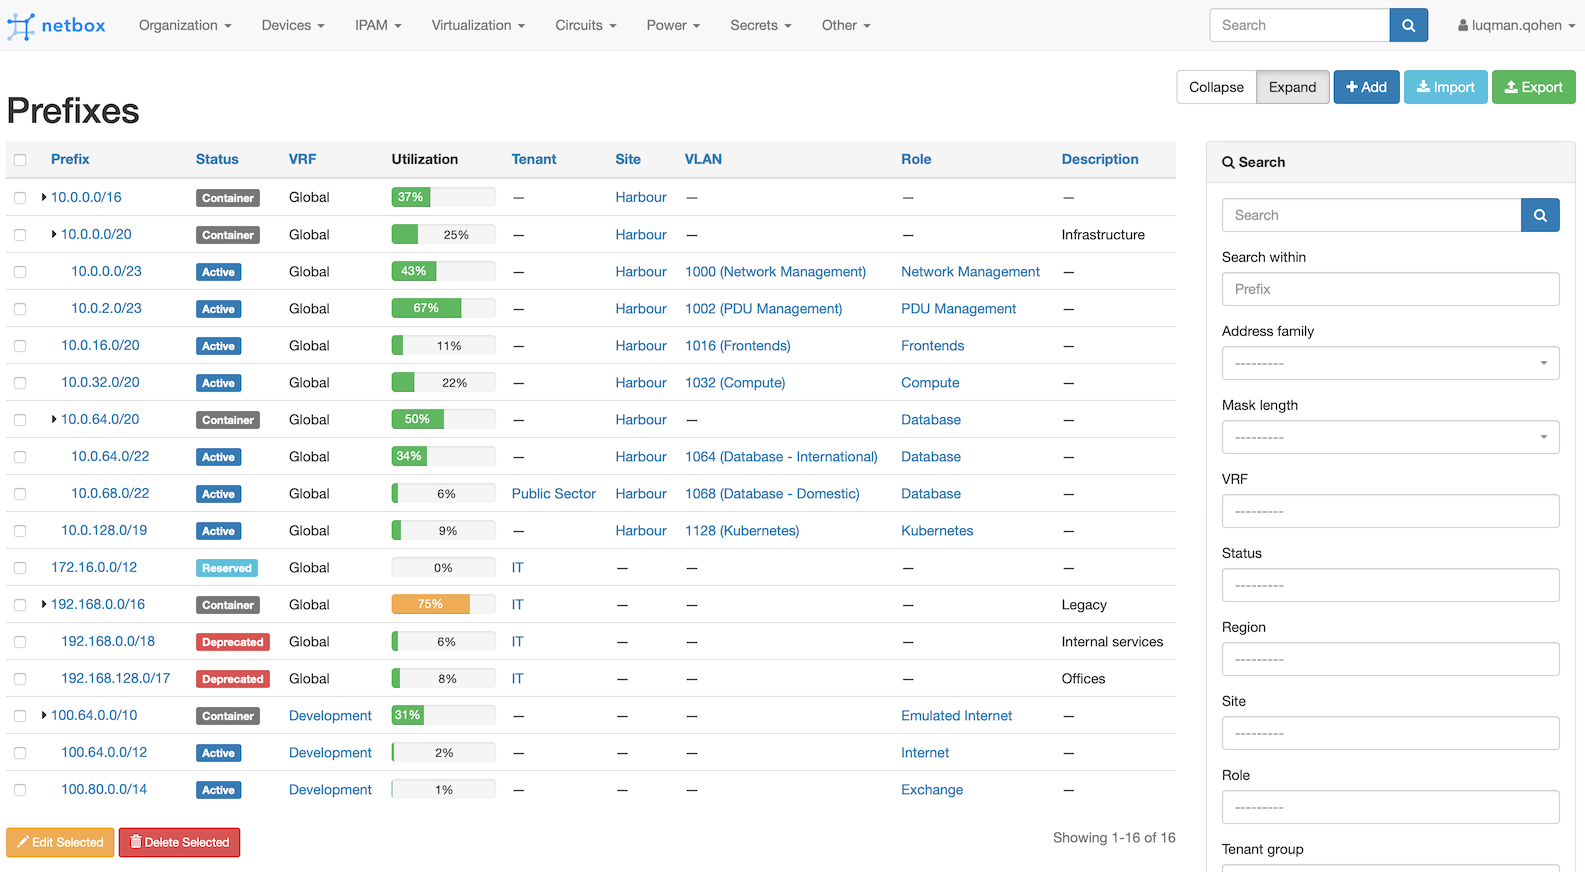 netbox Organization Devices IPAM Virtualization Circuits Power Secrets Other Search luqman.qohen
Collapse Expand Add Import Export
Prefixes
Prefix Status VRF Utilization Tenant Site VLAN Role Description
10.0.0.0/16 Container Global 37% — Harbour — — —
10.0.0.0/20 Container Global 25% — Harbour — — Infrastructure
10.0.0.0/23 Active Global 43% — Harbour 1000 (Network Management) Network Management —
10.0.2.0/23 Active Global 67% — Harbour 1002 (PDU Management) PDU Management —
10.0.16.0/20 Active Global 11% — Harbour 1016 (Frontends) Frontends —
10.0.32.0/20 Active Global 22% — Harbour 1032 (Compute) Compute —
10.0.64.0/20 Container Global 50% — Harbour — Database —
10.0.64.0/22 Active Global 34% — Harbour 1064 (Database - International) Database —
10.0.68.0/22 Active Global 6% Public Sector Harbour 1068 (Database - Domestic) Database —
10.0.128.0/19 Active Global 9% — Harbour 1128 (Kubernetes) Kubernetes —
172.16.0.0/12 Reserved Global 0% IT — — — —
192.168.0.0/16 Container Global 75% IT — — — Legacy
192.168.0.0/18 Deprecated Global 6% IT — — — Internal services
192.168.128.0/17 Deprecated Global 8% IT — — — Offices
100.64.0.0/10 Container Development 31% — — — Emulated Internet —
100.64.0.0/12 Active Development 2% — — — Internet —
100.80.0.0/14 Active Development 1% — — — Exchange —
Edit Selected Delete Selected
Showing 1-16 of 16
Search
Search
Search within
Prefix
Address family
---------
Mask length
---------
VRF
---------
Status
---------
Region
---------
Site
---------
Role
---------
Tenant group